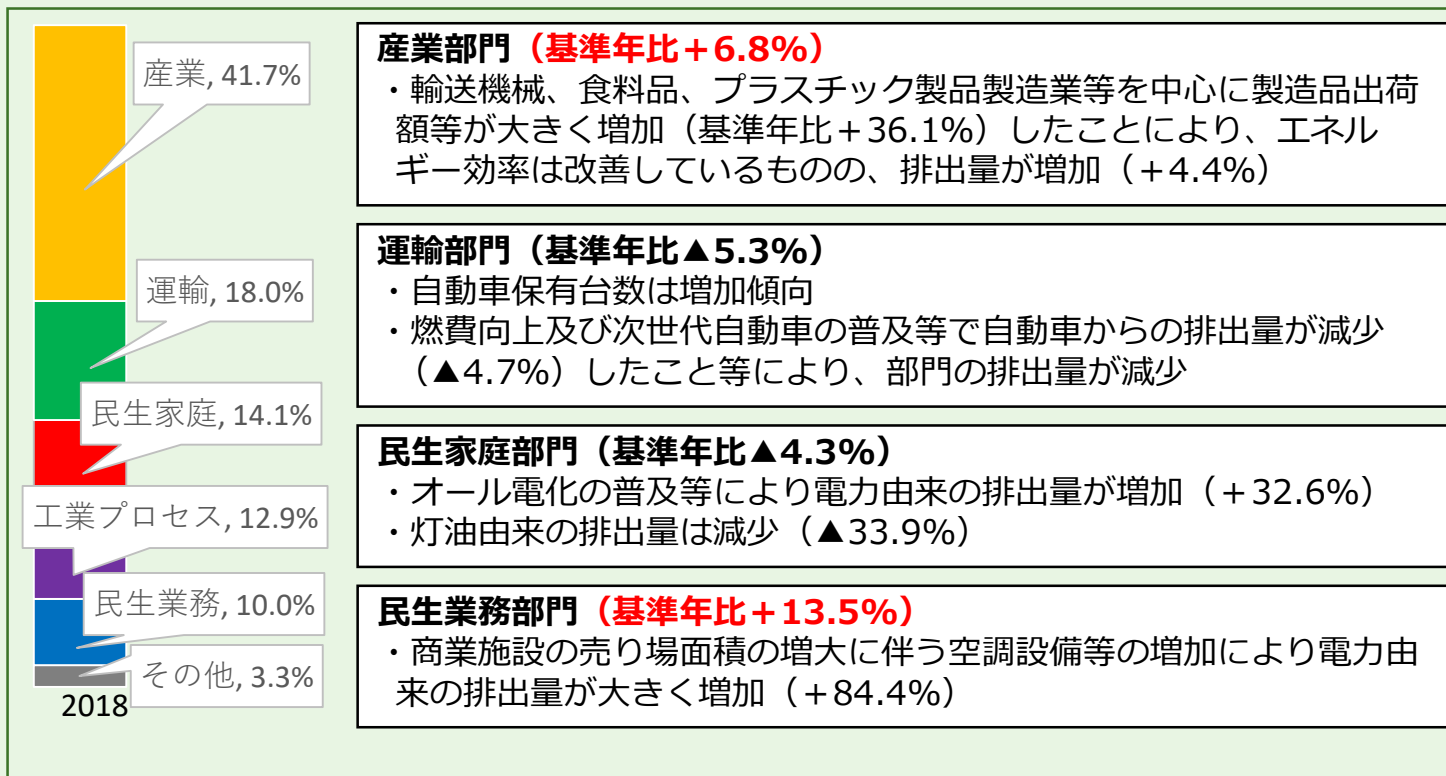 産業, 41.7%
運輸, 18.0%
民生家庭, 14.1%
工業プロセス, 12.9%
民生業務, 10.0%
その他, 3.3%
2018
産業部門（基準年比＋6.8%）
・輸送機械、食料品、プラスチック製品製造業等を中心に製造品出荷
額等が大きく増加（基準年比＋36.1%）したことにより、エネル
ギー効率は改善しているものの、排出量が増加（＋4.4%）
運輸部門（基準年比▲5.3%）
・自動車保有台数は増加傾向
・燃費向上及び次世代自動車の普及等で自動車からの排出量が減少
（▲4.7%）したこと等により、部門の排出量が減少
民生家庭部門（基準年比▲4.3%）
・オール電化の普及等により電力由来の排出量が増加（＋32.6%）
・灯油由来の排出量は減少（▲33.9%）
民生業務部門（基準年比＋13.5%）
・商業施設の売り場面積の増大に伴う空調設備等の増加により電力由
来の排出量が大きく増加（＋84.4%）